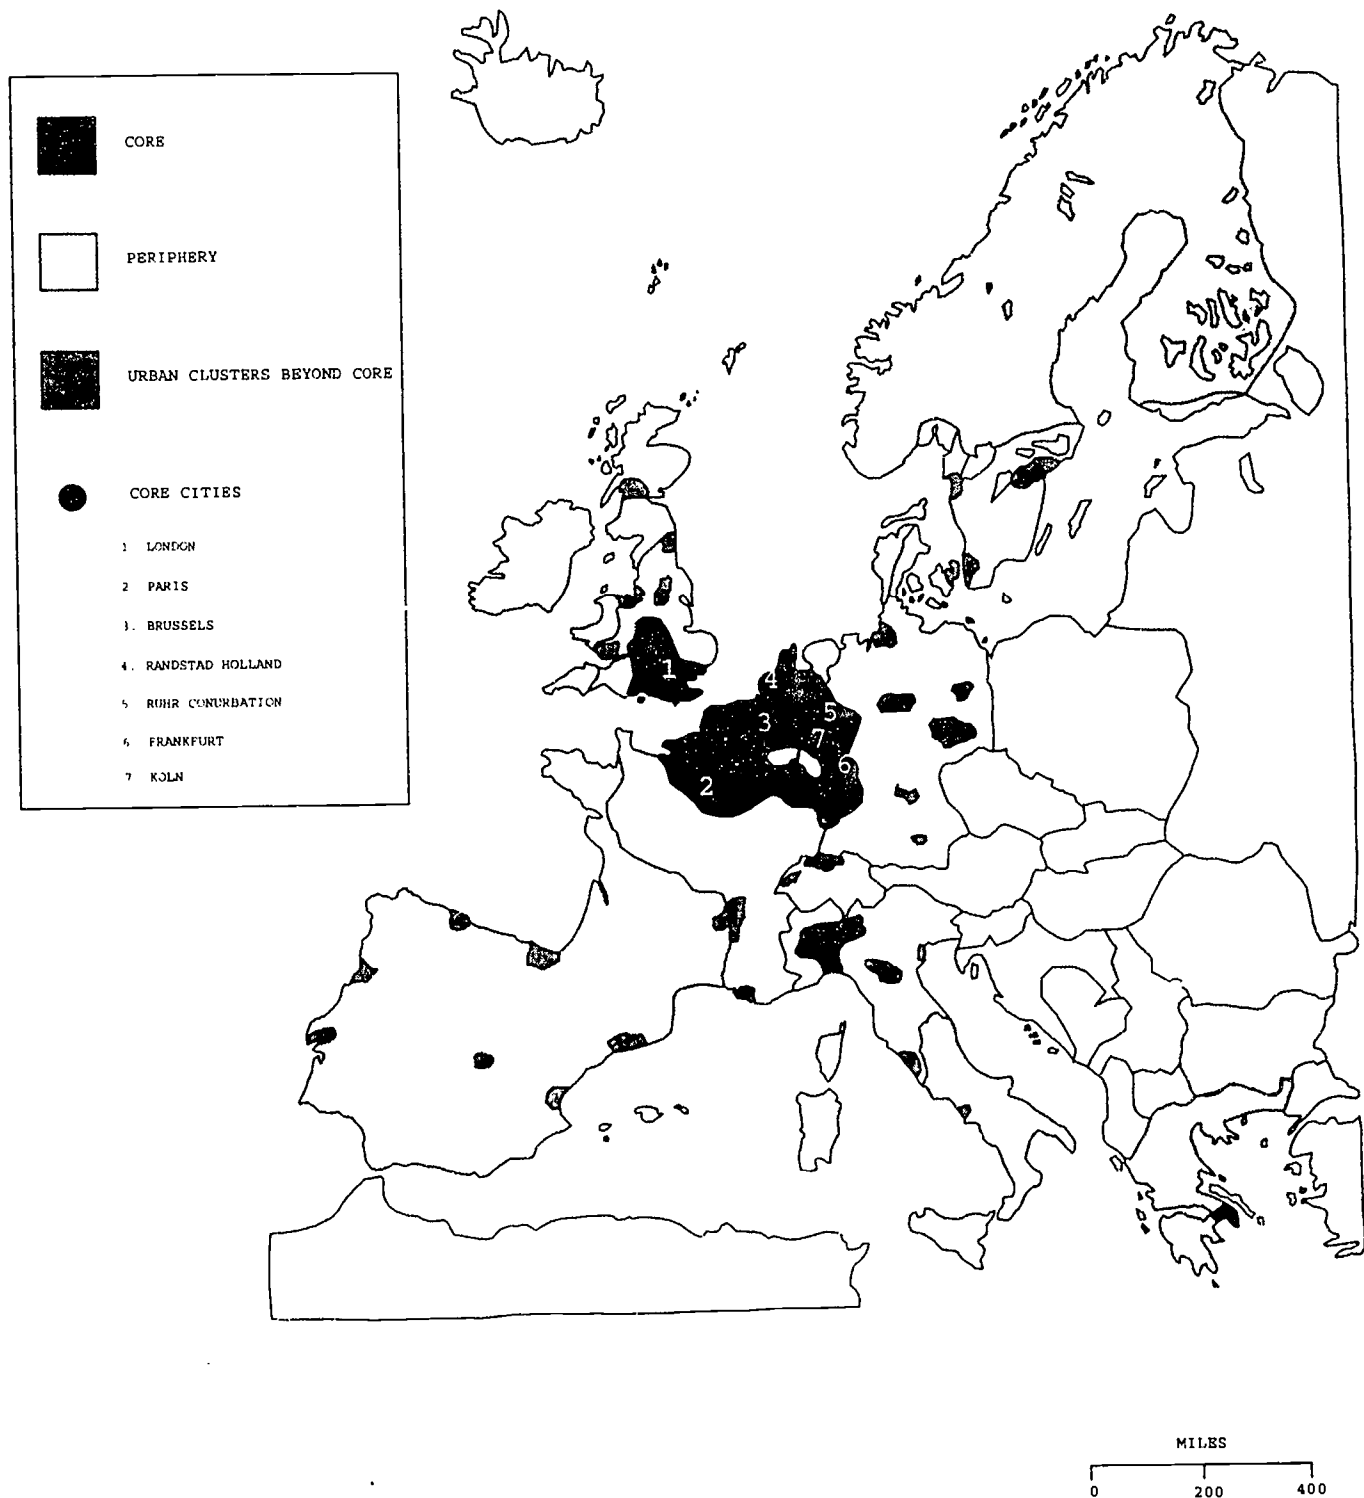 CORE
PERIPHERY
URBAN CLUSTERS BEYOND CORE
CORE CITIES
1 LONDON
2 PARIS
3. BRUSSELS
4. RANDSTAD HOLLAND
5 RUHR CONURBATION
6 FRANKFURT
7 KOLN
1
4
3
5
7
6
2
MILES
0 200 400